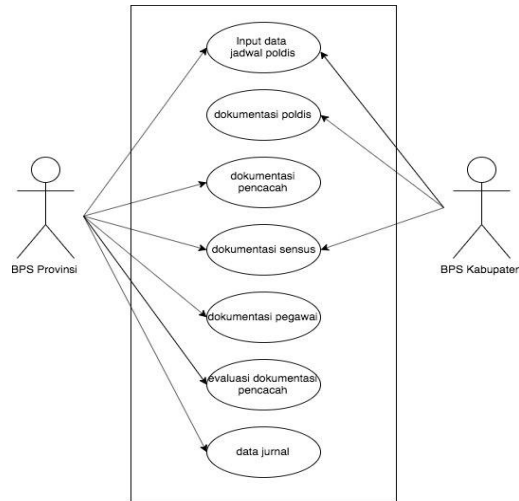 Input data
jadwal poldis
dokumentasi poldis
dokumentasi
pencacah
dokumentasi sensus
BPS Provinsi
BPS Kabupaten
dokumentasi pegawai
evaluasi dokumentasi
pencacah
data jurnal